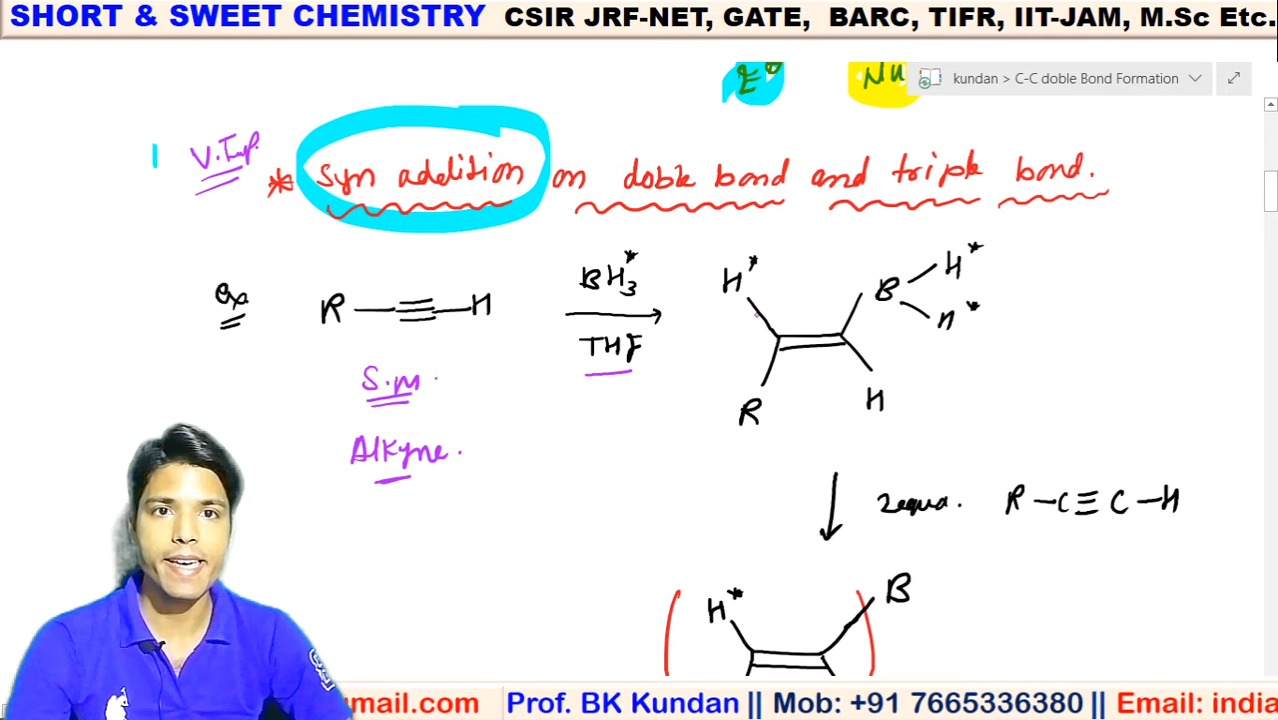 SHORT & SWEET CHEMISTRY CSIR JRF-NET, GATE, BARC, TIFR, IIT-JAM, M.Sc Etc.
E⊕ Nu
kundan > C-C doble Bond Formation
1 V.Imp. * Syn addition on doble bond and triple bond.
ex R—≡—H
BH3*
THF
H* B H* H*
R H
S.m.
Alkyne.
2equa. R—C≡C—H
H* B
mail.com Prof. BK Kundan || Mob: +91 7665336380 || Email: india